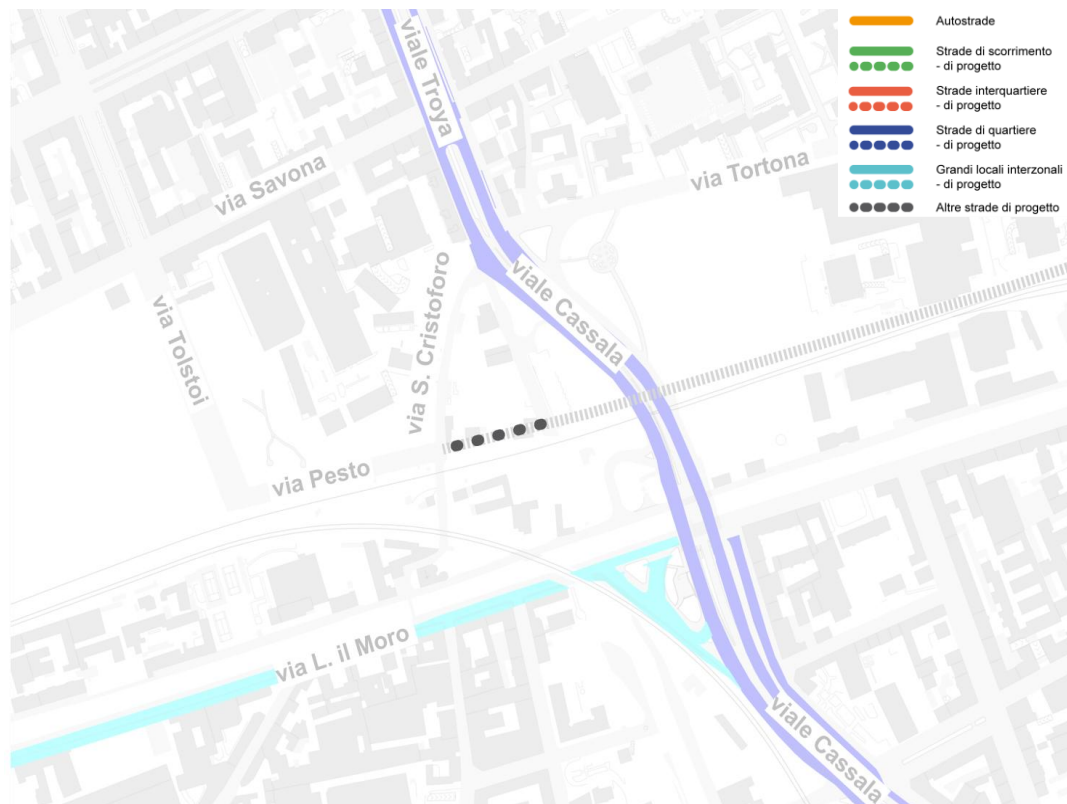 Autostrade
Strade di scorrimento
- di progetto
Strade interquartiere
- di progetto
Strade di quartiere
- di progetto
Grandi locali interzonali
- di progetto
Altre strade di progetto
viale Troya
via Savona
via Tortona
viale Cassala
via S. Cristoforo
via Tolstoi
via Pesto
via L. il Moro
viale Cassala